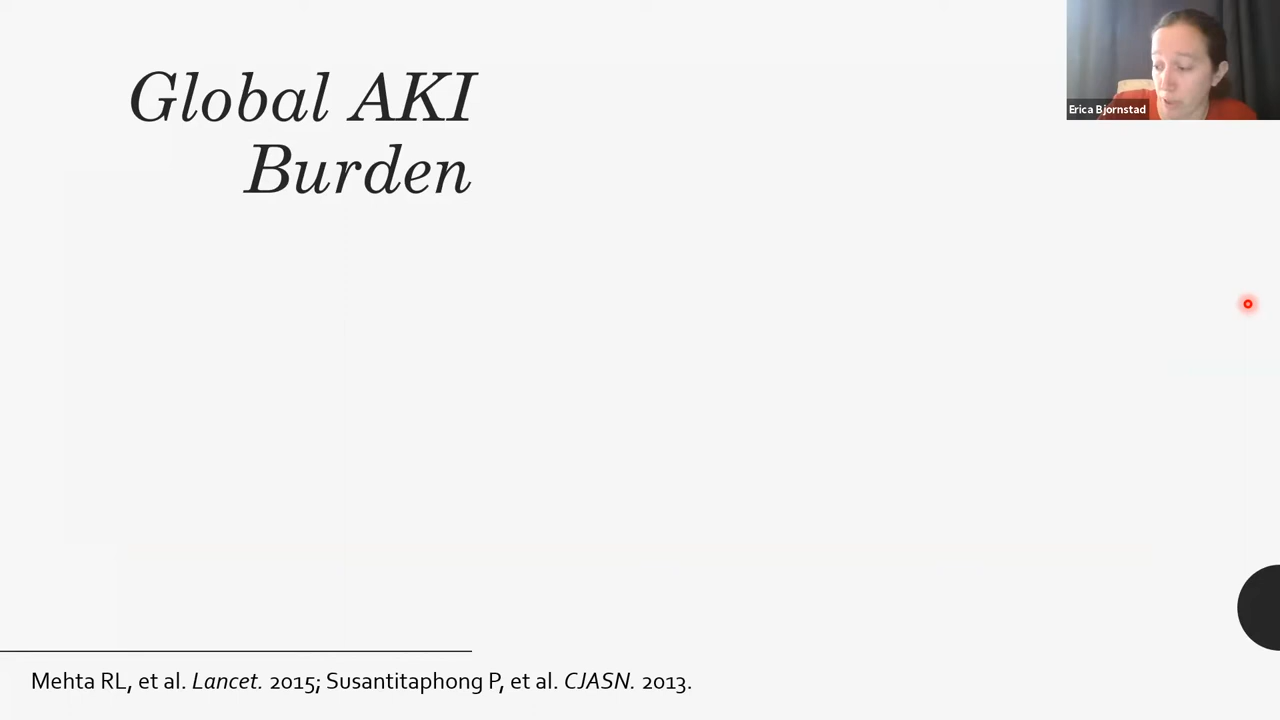 Global AKI
Burden
Erica Bjornstad
Mehta RL, et al. Lancet. 2015; Susantitaphong P, et al. CJASN. 2013.